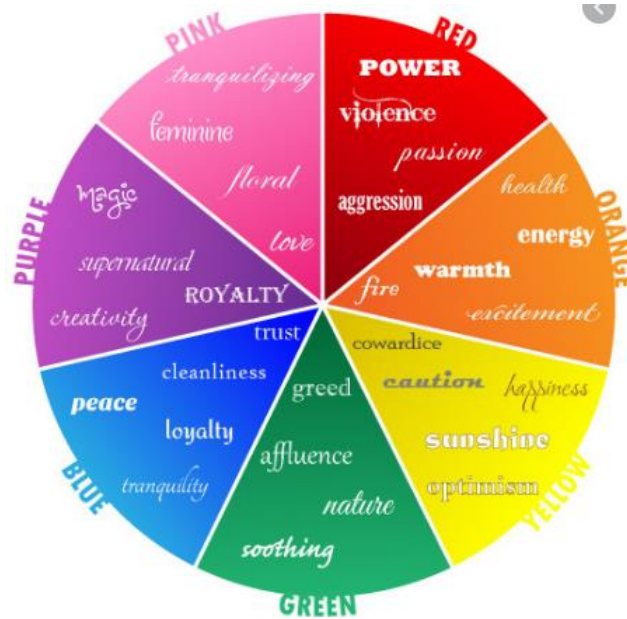 PINK
tranquilizing
feminine
floral
love
RED
POWER
violence
passion
aggression
ORANGE
health
energy
warmth
fire
excitement
YELLOW
cowardice
caution
happiness
sunshine
optimism
GREEN
greed
affluence
nature
soothing
BLUE
trust
cleanliness
peace
loyalty
tranquility
PURPLE
magic
supernatural
ROYALTY
creativity